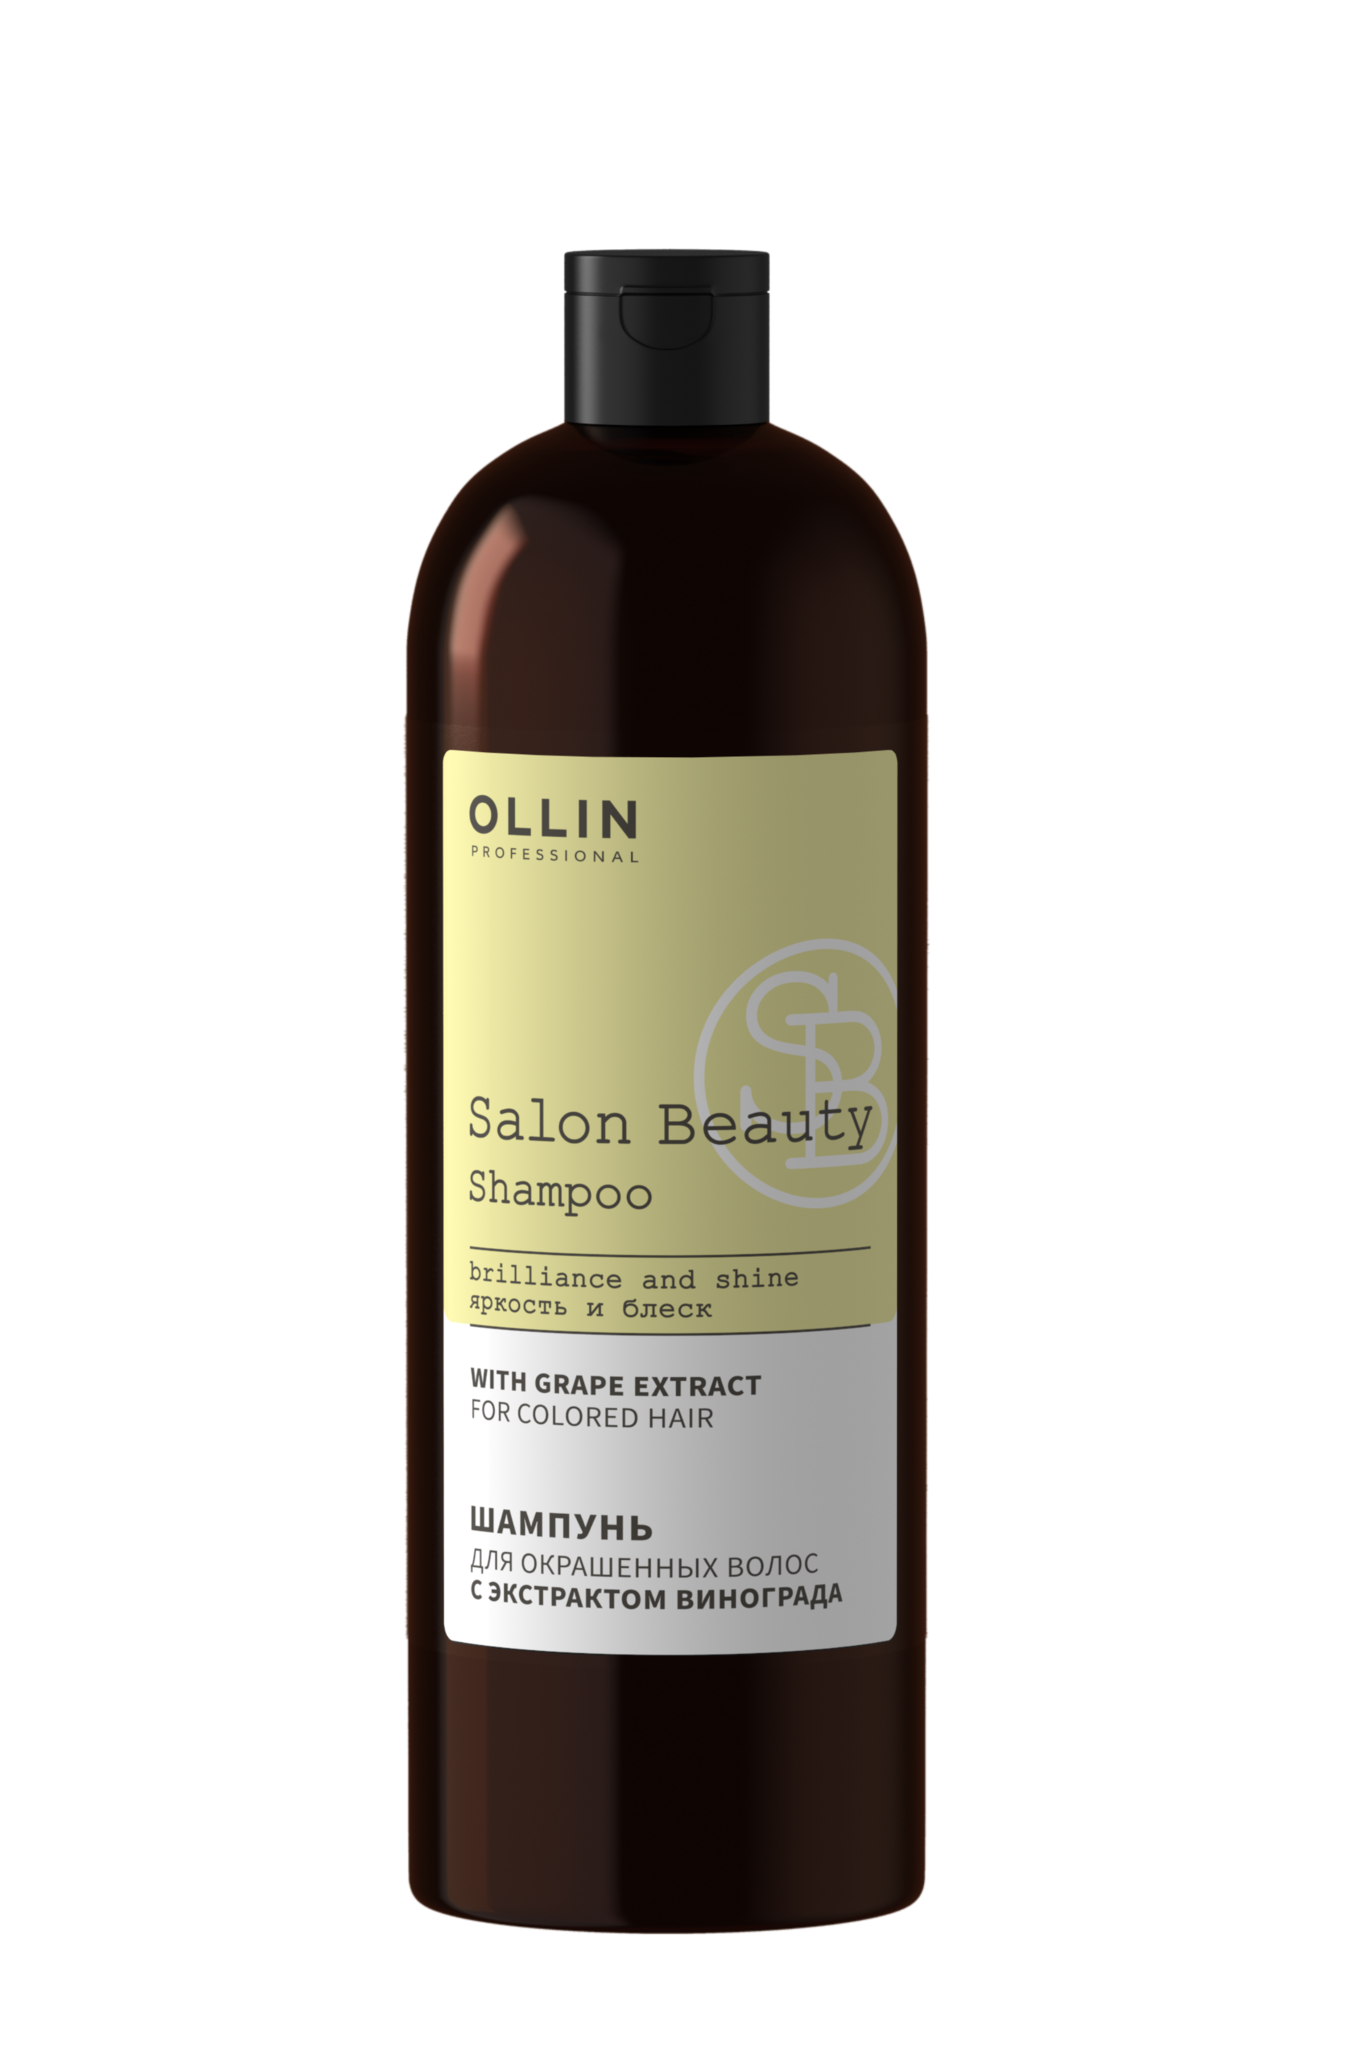 OLLIN
PROFESSIONAL
SB
Salon Beauty
Shampoo
brilliance and shine
яркость и блеск
WITH GRAPE EXTRACT
FOR COLORED HAIR
ШАМПУНЬ
ДЛЯ ОКРАШЕННЫХ ВОЛОС
С ЭКСТРАКТОМ ВИНОГРАДА